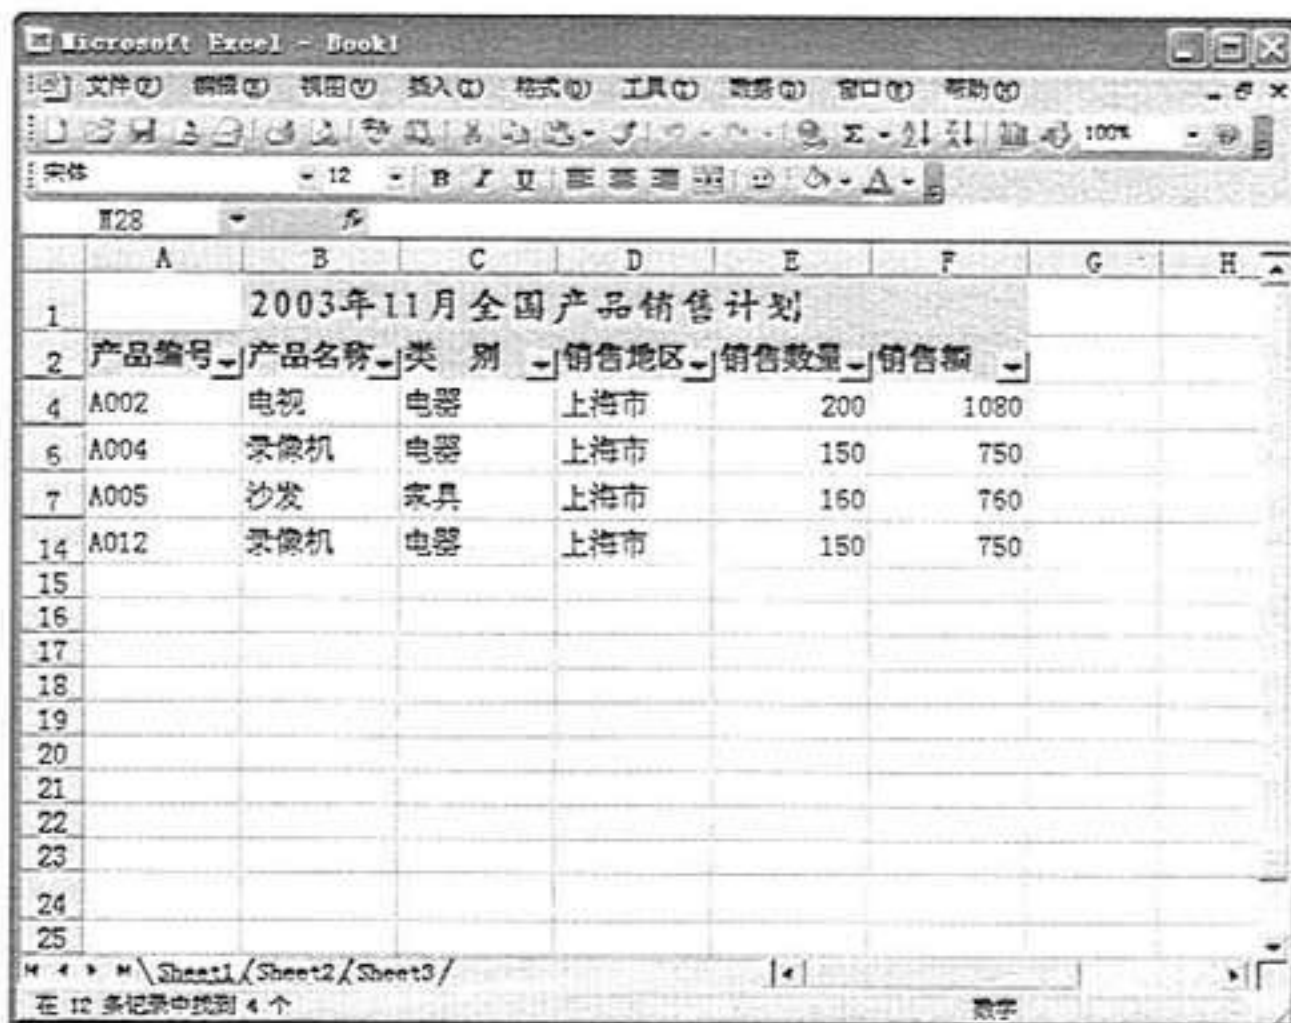 Microsoft Excel - Book1
文件(F) 编辑(E) 视图(V) 插入(I) 格式(O) 工具(T) 数据(D) 窗口(W) 帮助(H)
Σ 100%
宋体 12 B I U A
fx
A B C D E F G H
1 2003年11月全国产品销售计划
2 产品编号 产品名称 类 别 销售地区 销售数量 销售额
4 A002 电视 电器 上海市 200 1080
6 A004 录像机 电器 上海市 150 750
7 A005 沙发 家具 上海市 160 760
14 A012 录像机 电器 上海市 150 750
15
16
17
18
19
20
21
22
23
24
25
Sheet1 Sheet2 Sheet3
在 12 条记录中找到 4 个 数字